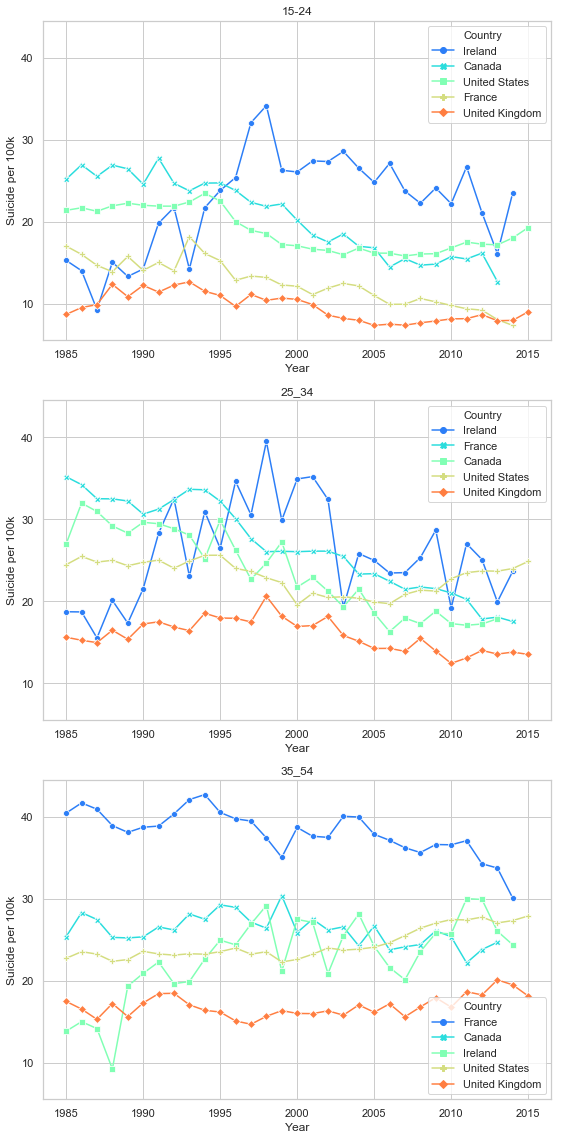 15-24
Suicide per 100k
40
30
20
10
Country
Ireland
Canada
United States
France
United Kingdom
1985 1990 1995 2000 2005 2010 2015
Year
25_34
Suicide per 100k
40
30
20
10
Country
Ireland
France
Canada
United States
United Kingdom
1985 1990 1995 2000 2005 2010 2015
Year
35_54
Suicide per 100k
40
30
20
10
Country
France
Canada
Ireland
United States
United Kingdom
1985 1990 1995 2000 2005 2010 2015
Year